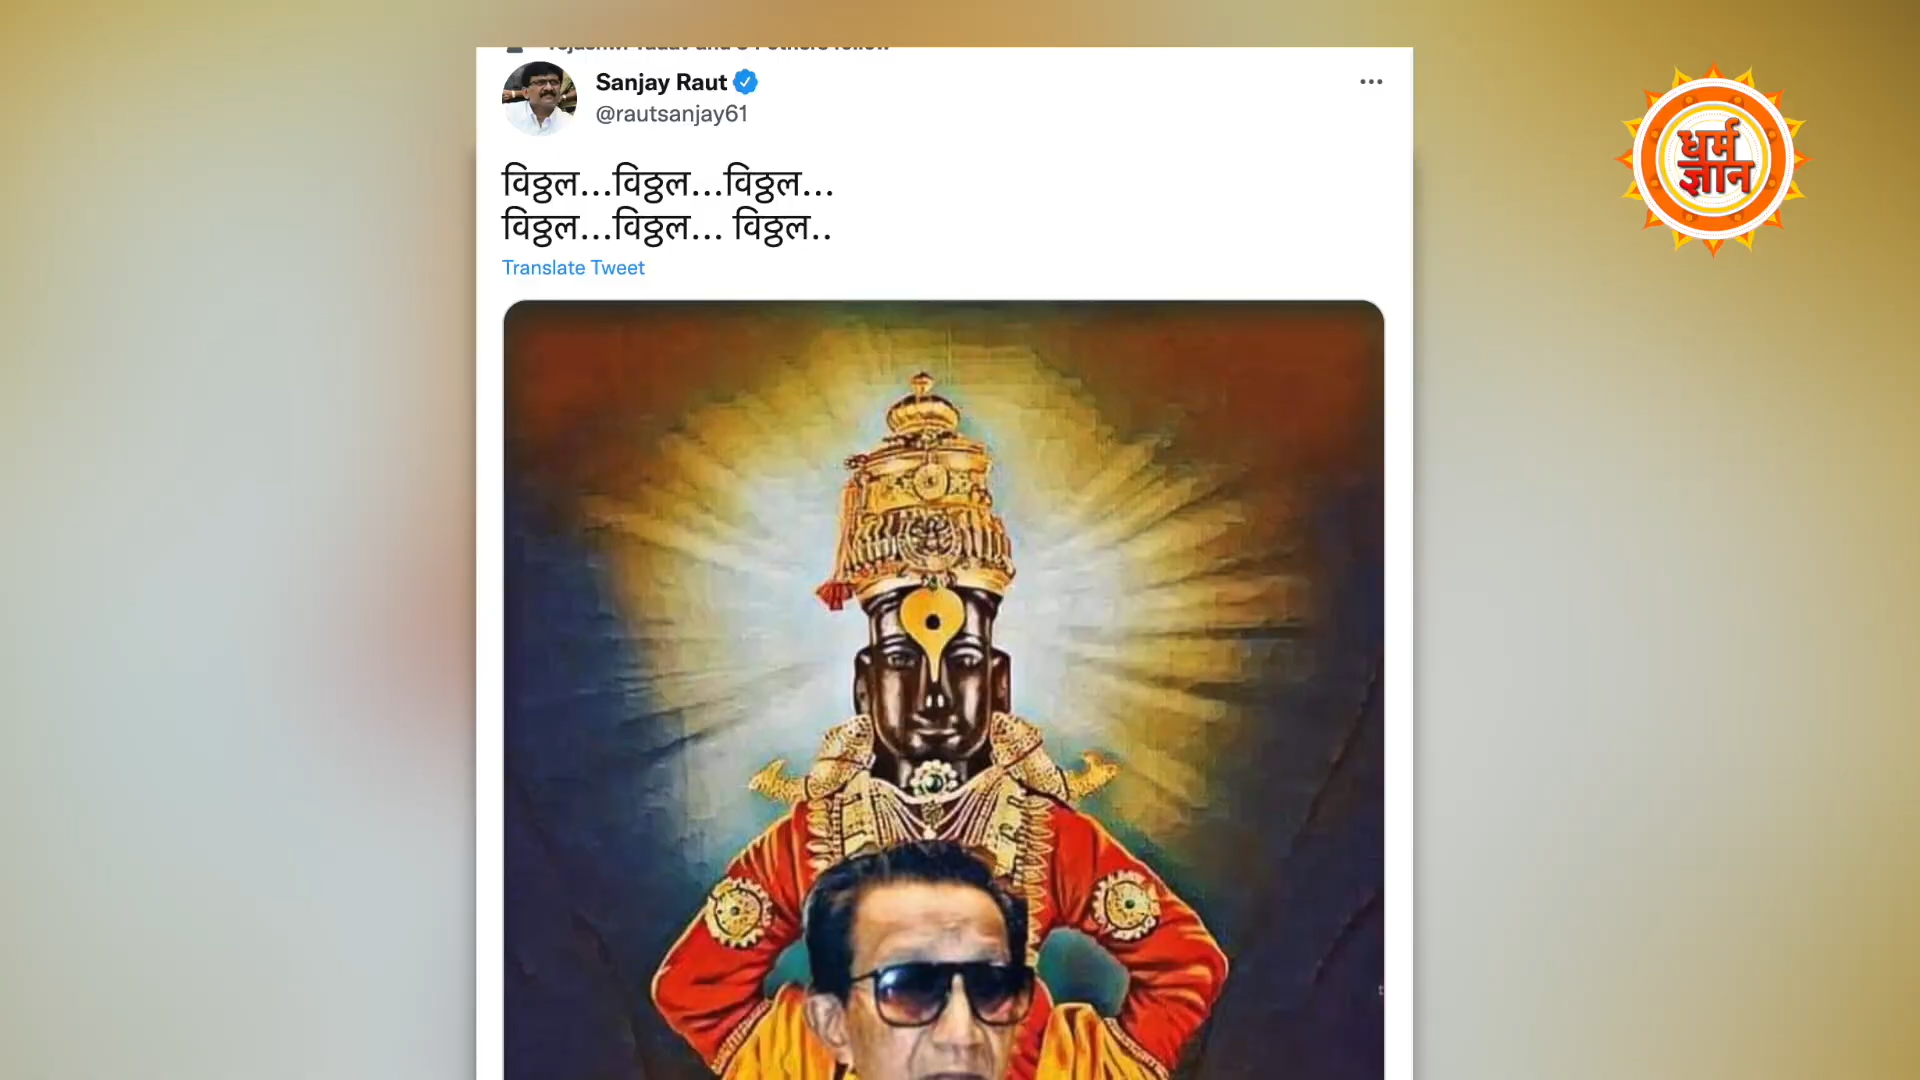 Sanjay Raut
@rautsanjay61
विठ्ठल...विठ्ठल...विठ्ठल...
विठ्ठल...विठ्ठल... विठ्ठल..
Translate Tweet
धर्म
ज्ञान